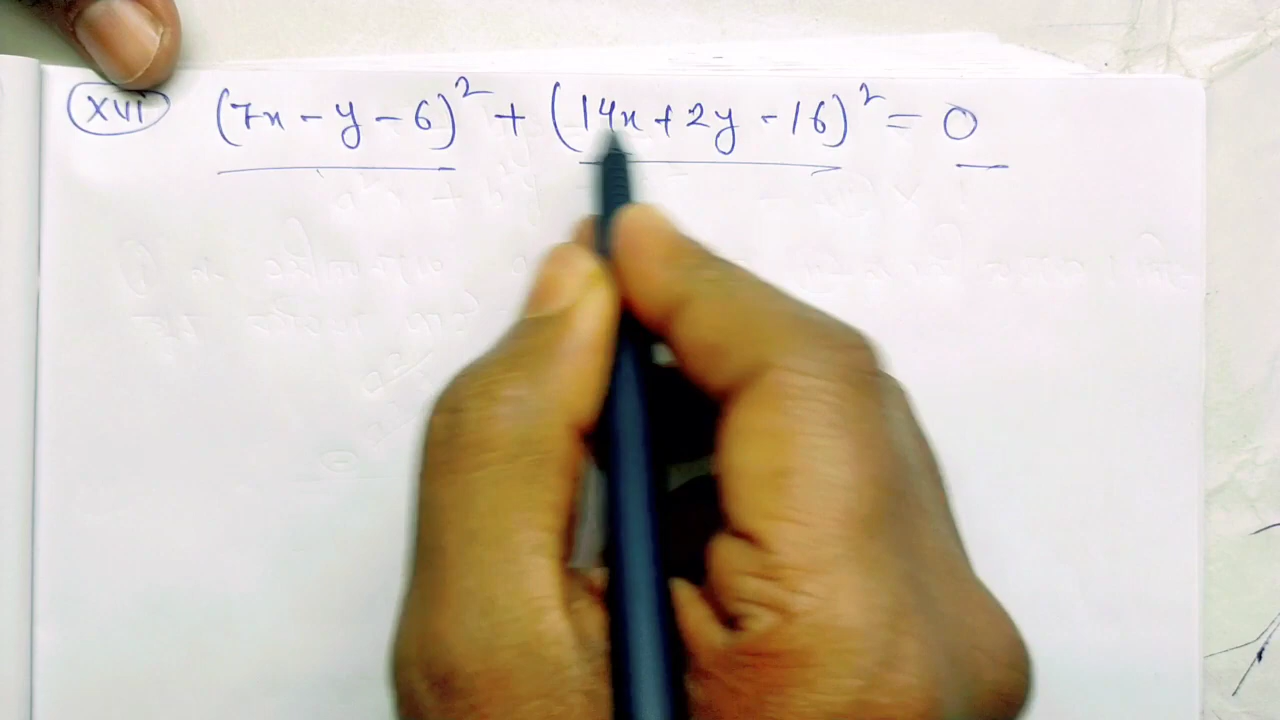 (xvi) (7x - y - 6)² + (14x + 2y - 16)² = 0